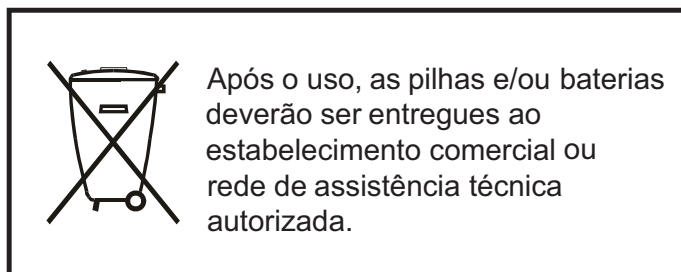 Após o uso, as pilhas e/ou baterias
deverão ser entregues ao
estabelecimento comercial ou
rede de assistência técnica
autorizada.